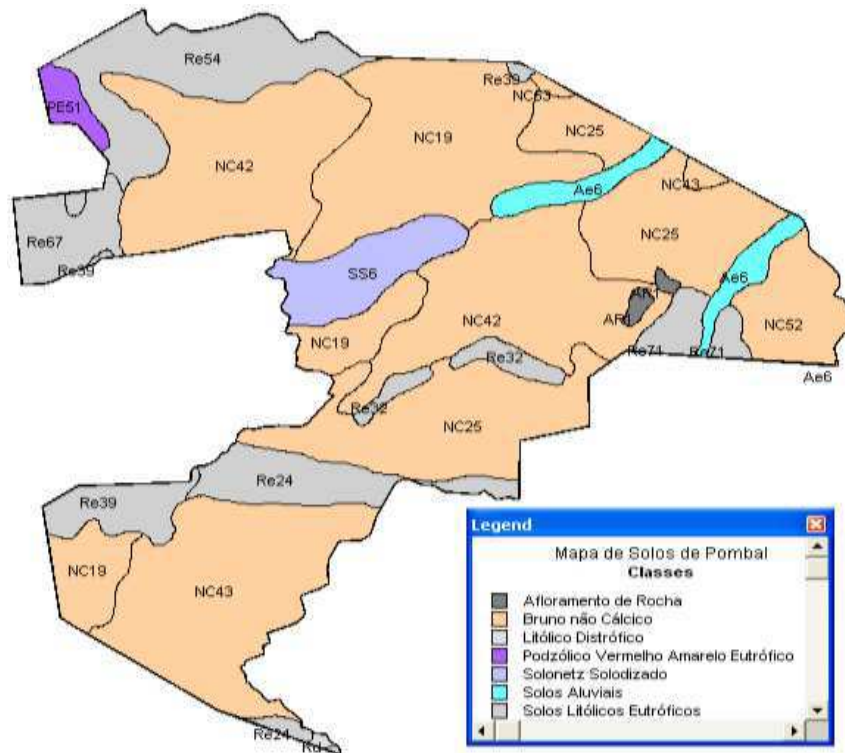 Re54
PE51
NC42
NC19
Re39
NC53
NC25
Ae6
NC43
NC25
Re67
Re39
SS6
Ae6
NC42
AR1
NC52
NC19
Re32
Re71
Ae6
Re32
NC25
Re24
Re39
NC19
NC43
Re24
Rd
Legend
Mapa de Solos de Pombal
Classes
Afloramento de Rocha
Bruno não Cálcico
Litólico Distrófico
Podzólico Vermelho Amarelo Eutrófico
Solonetz Solodizado
Solos Aluviais
Solos Litólicos Eutróficos